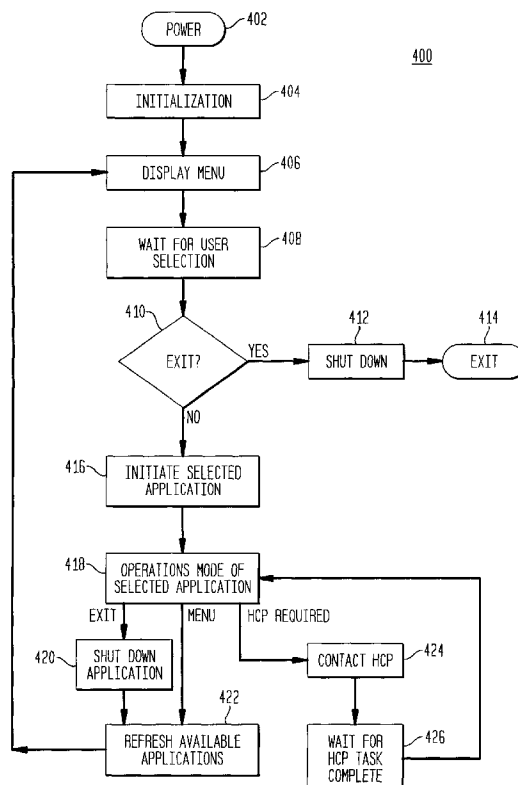 POWER
402
400
INITIALIZATION
404
DISPLAY MENU
406
WAIT FOR USER
SELECTION
408
410
EXIT?
YES
412
SHUT DOWN
414
EXIT
NO
416
INITIATE SELECTED
APPLICATION
418
OPERATIONS MODE OF
SELECTED APPLICATION
EXIT
MENU
HCP REQUIRED
420
SHUT DOWN
APPLICATION
CONTACT HCP
424
422
REFRESH AVAILABLE
APPLICATIONS
WAIT FOR
HCP TASK
COMPLETE
426